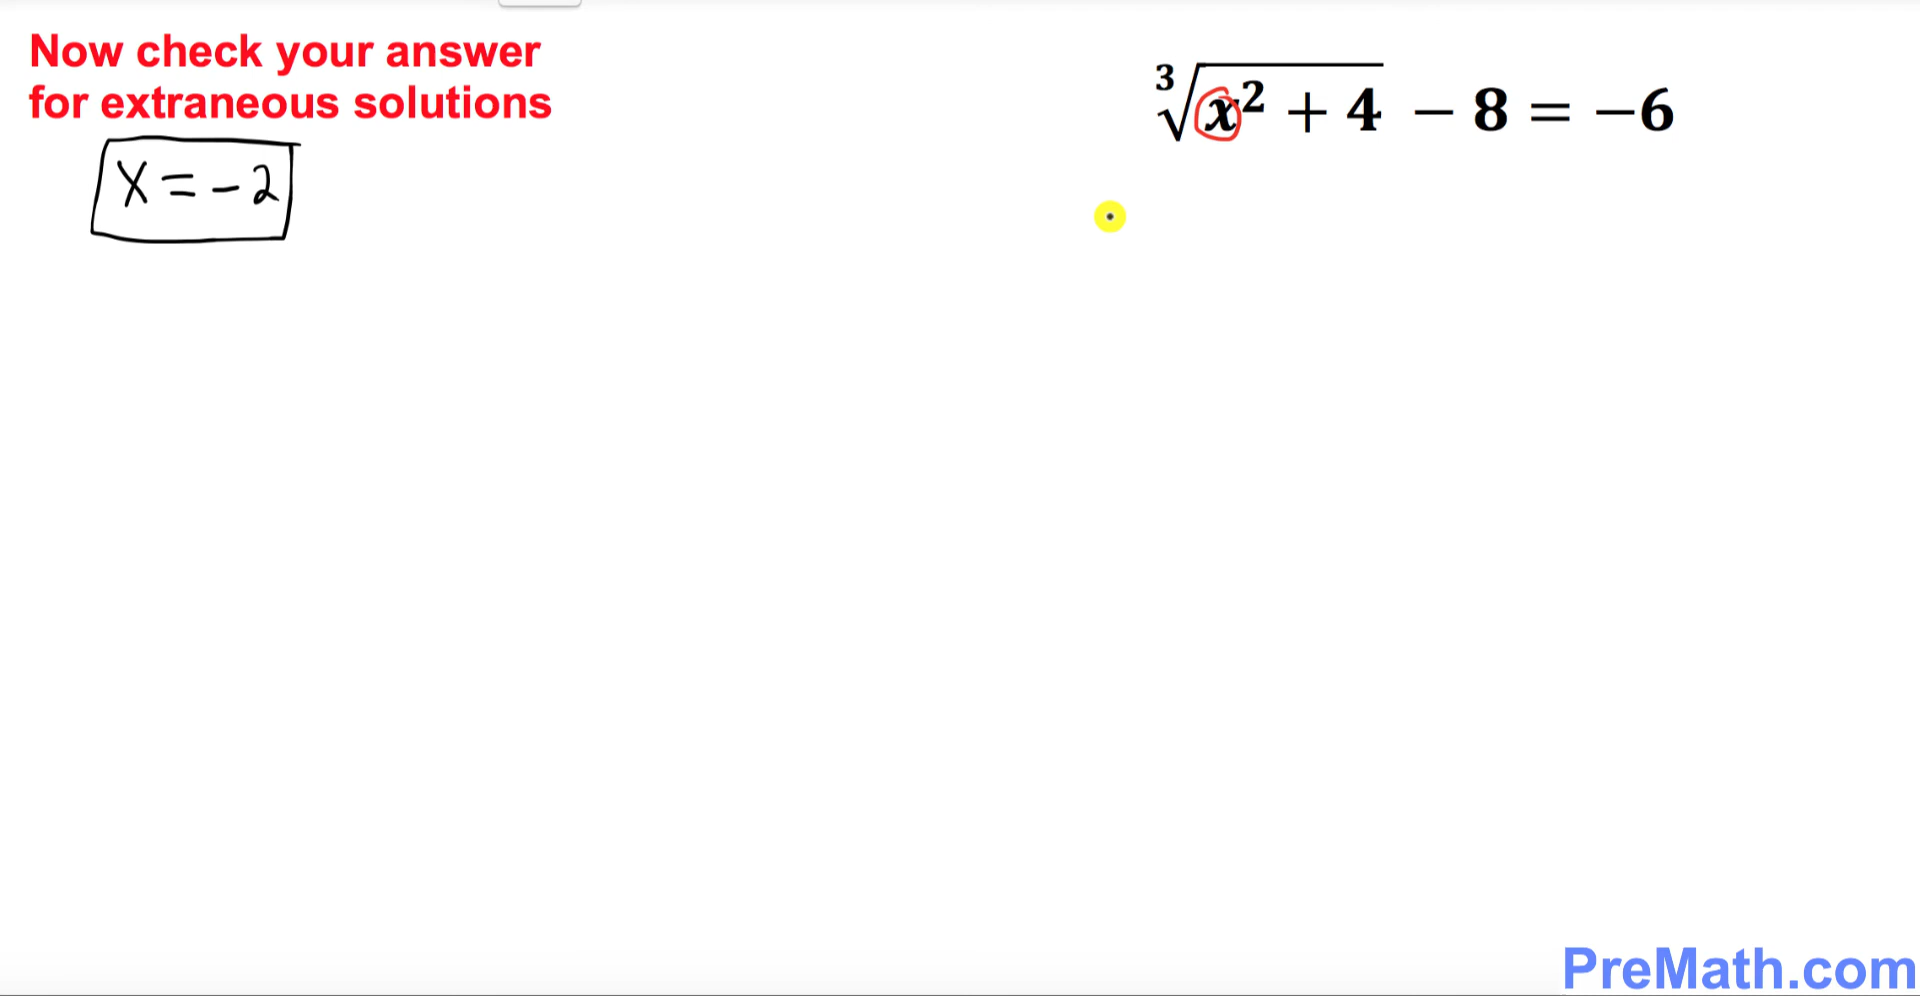 Now check your answer
for extraneous solutions
x = -2
∛(x² + 4) − 8 = −6
PreMath.com